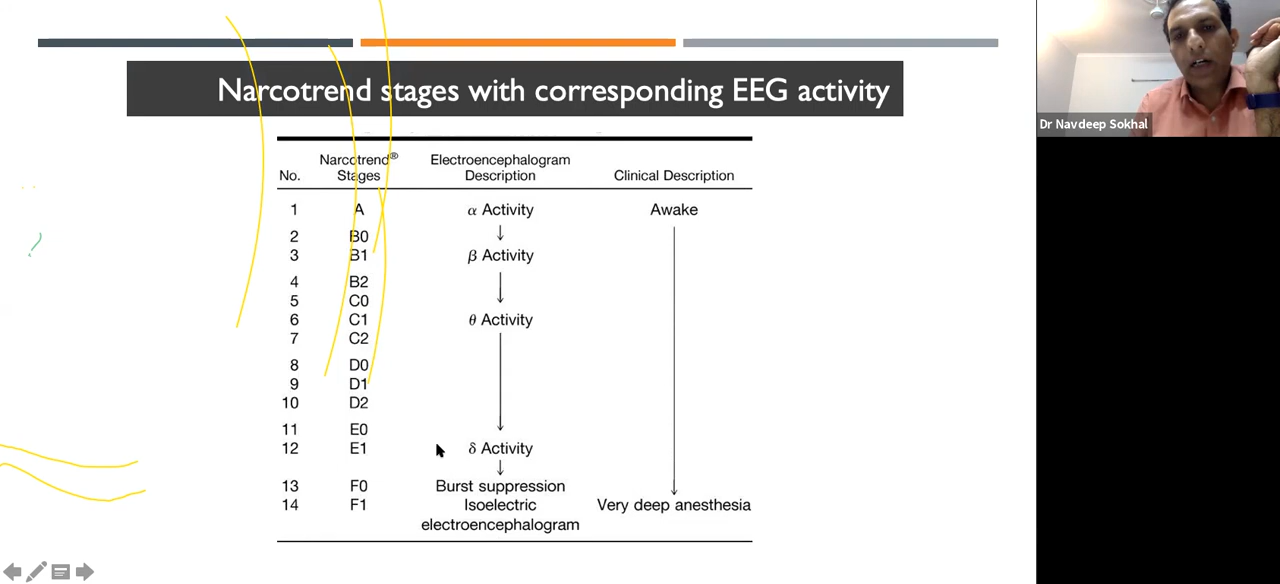 Narcotrend stages with corresponding EEG activity
Dr Navdeep Sokhal
No. Narcotrend® Stages Electroencephalogram Description Clinical Description
1 A α Activity Awake
2 B0 ↓
3 B1 β Activity
4 B2 ↓
5 C0
6 C1 θ Activity
7 C2
8 D0
9 D1
10 D2
11 E0
12 E1 δ Activity
↓
13 F0 Burst suppression
14 F1 Isoelectric electroencephalogram Very deep anesthesia
?